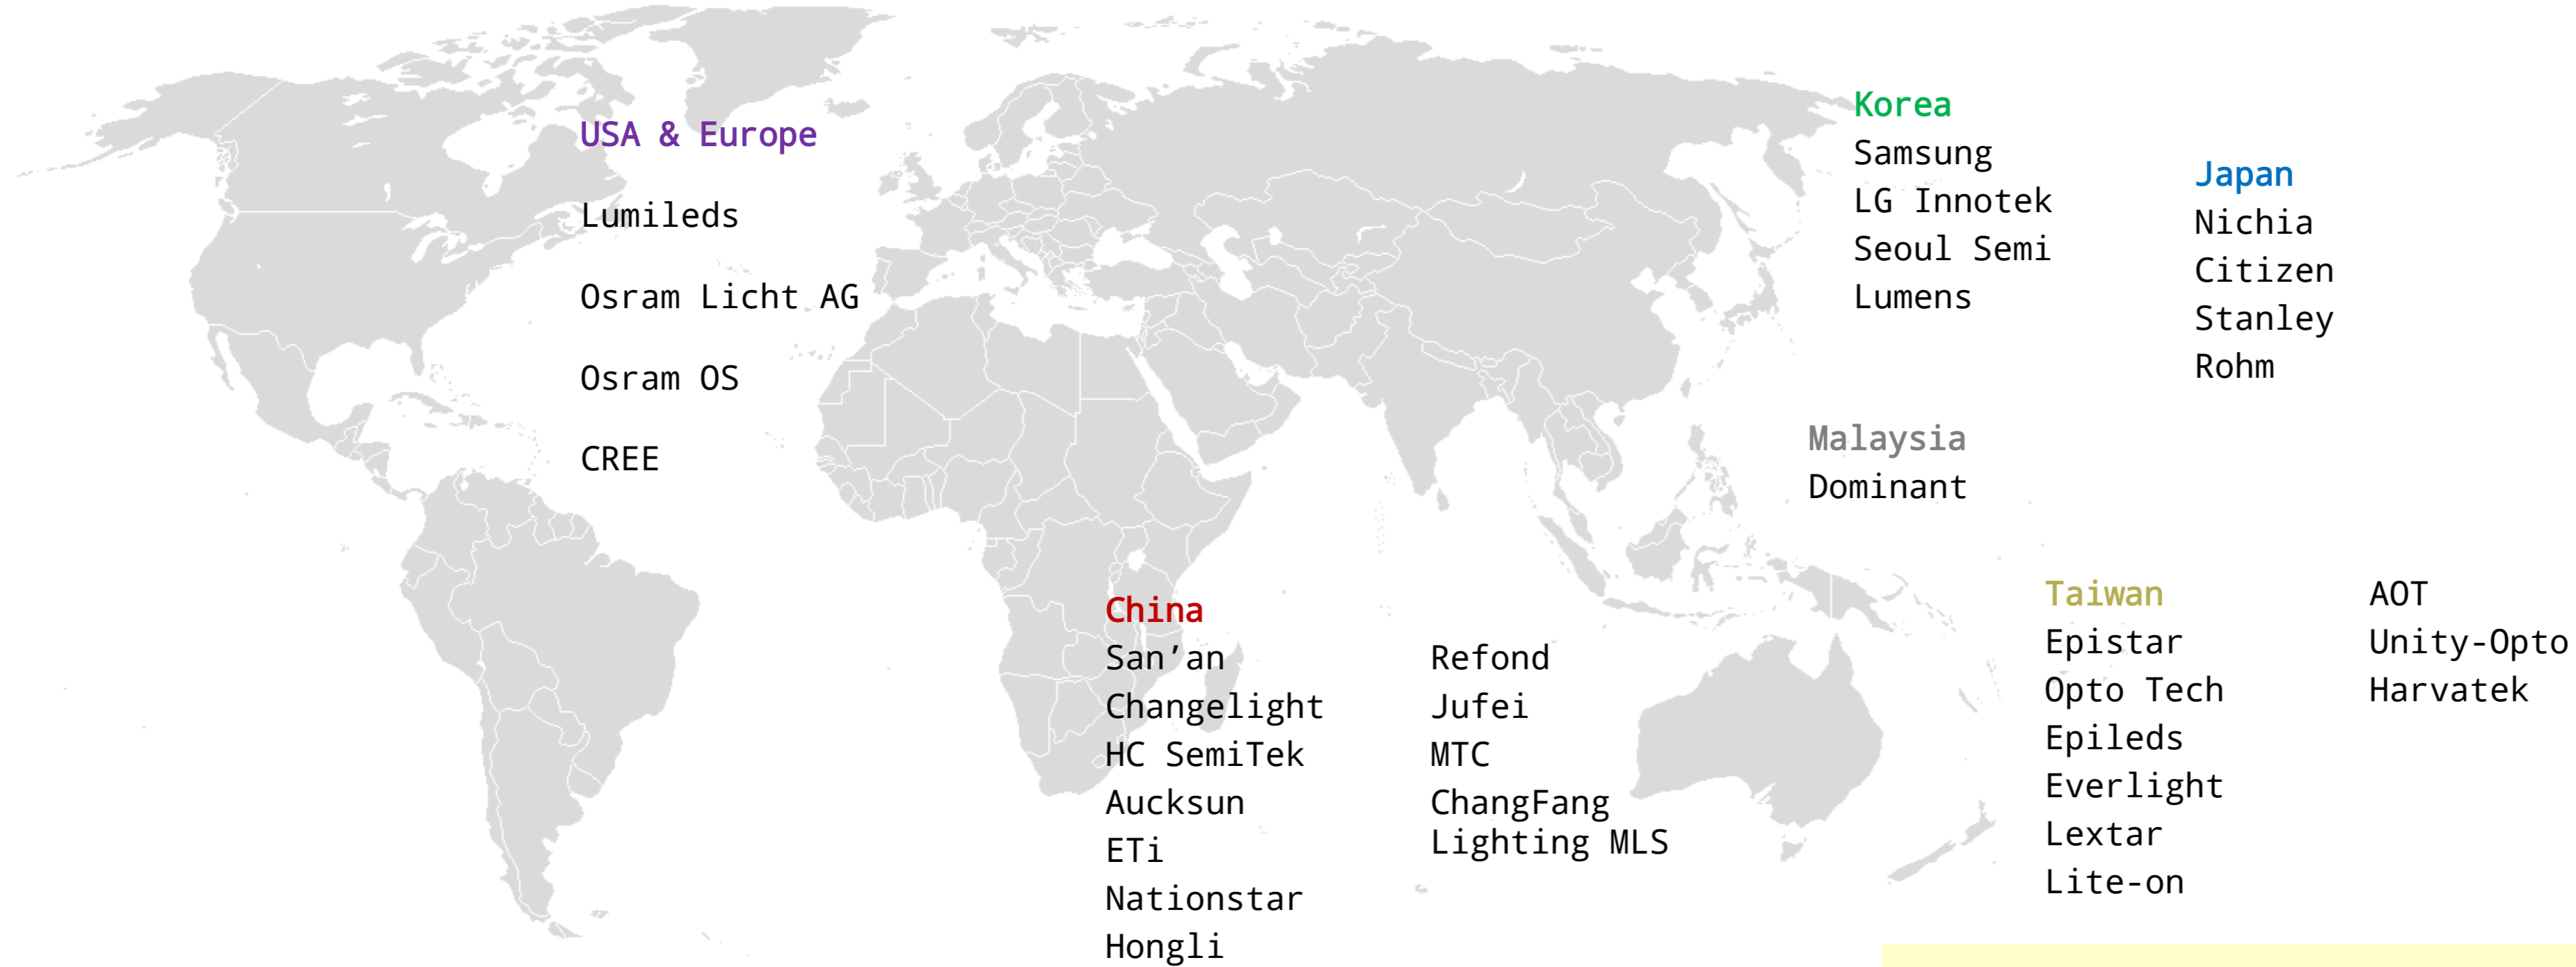 USA & Europe
Lumileds
Osram Licht AG
Osram OS
CREE
Korea
Samsung
LG Innotek
Seoul Semi
Lumens
Japan
Nichia
Citizen
Stanley
Rohm
Malaysia
Dominant
China
San’an
Changelight
HC SemiTek
Aucksun
ETi
Nationstar
Hongli
Refond
Jufei
MTC
ChangFang
Lighting MLS
Taiwan
Epistar
Opto Tech
Epileds
Everlight
Lextar
Lite-on
AOT
Unity-Opto
Harvatek